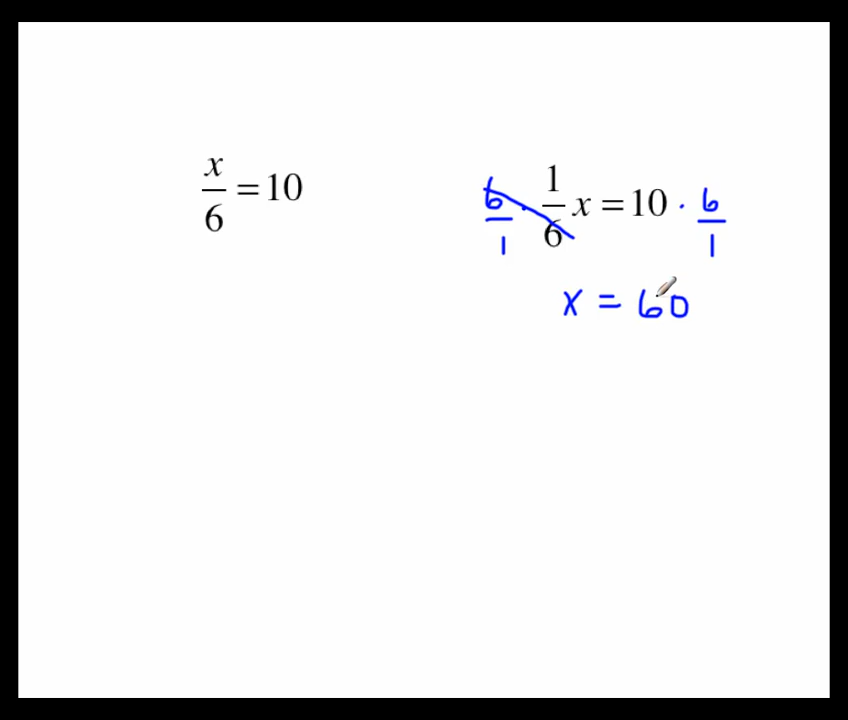 x/6 = 10
6/1 · 1/6 x = 10 · 6/1
x = 60